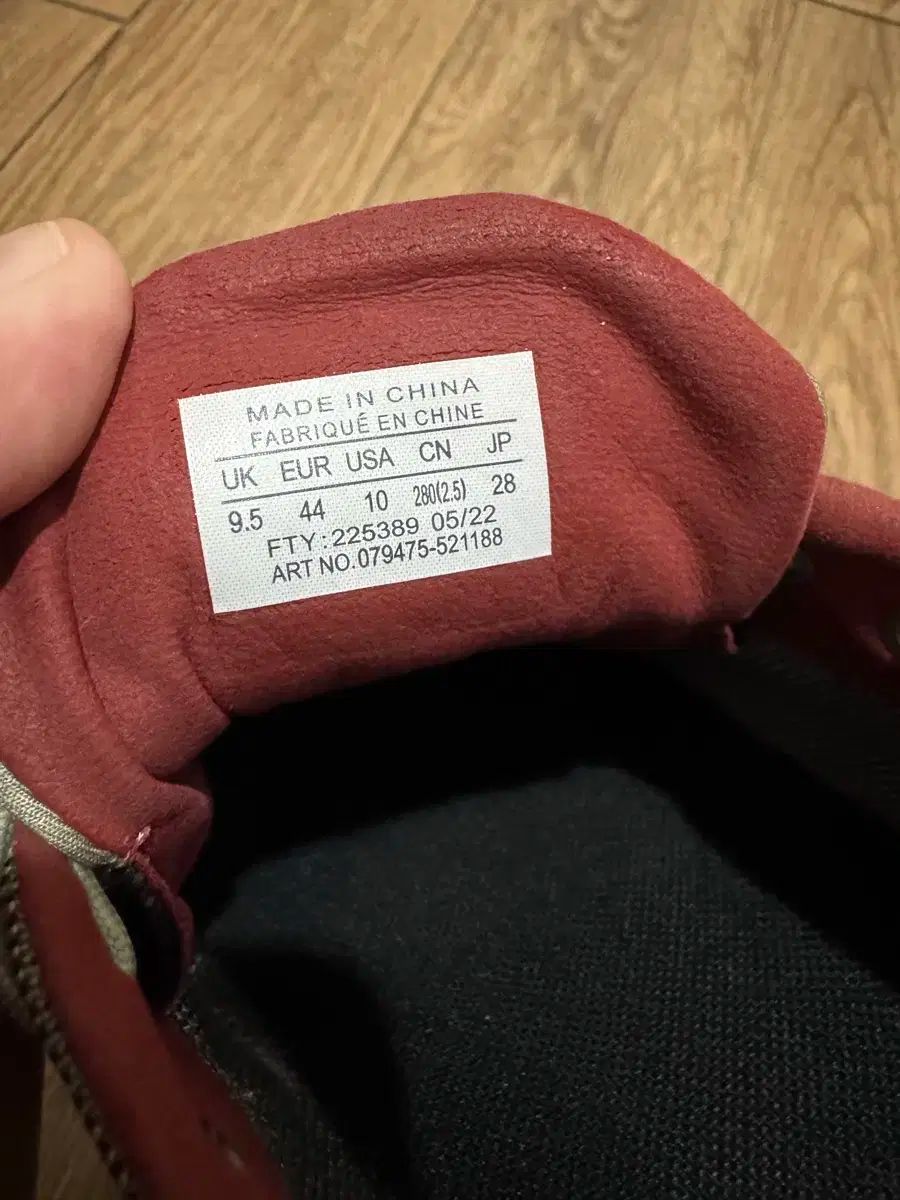 MADE IN CHINA
FABRIQUÉ EN CHINE
UK EUR USA CN JP
9.5 44 10 280(2.5) 28
FTY:225389 05/22
ART NO.079475-521188